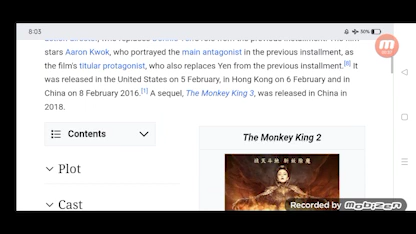 8:03
stars Aaron Kwok, who portrayed the main antagonist in the previous installment, as
the film's titular protagonist, who also replaces Yen from the previous installment.[8] It
was released in the United States on 5 February, in Hong Kong on 6 February and in
China on 8 February 2016.[1] A sequel, The Monkey King 3, was released in China in
2018.
Contents
Plot
Cast
The Monkey King 2
Recorded by Mobizen